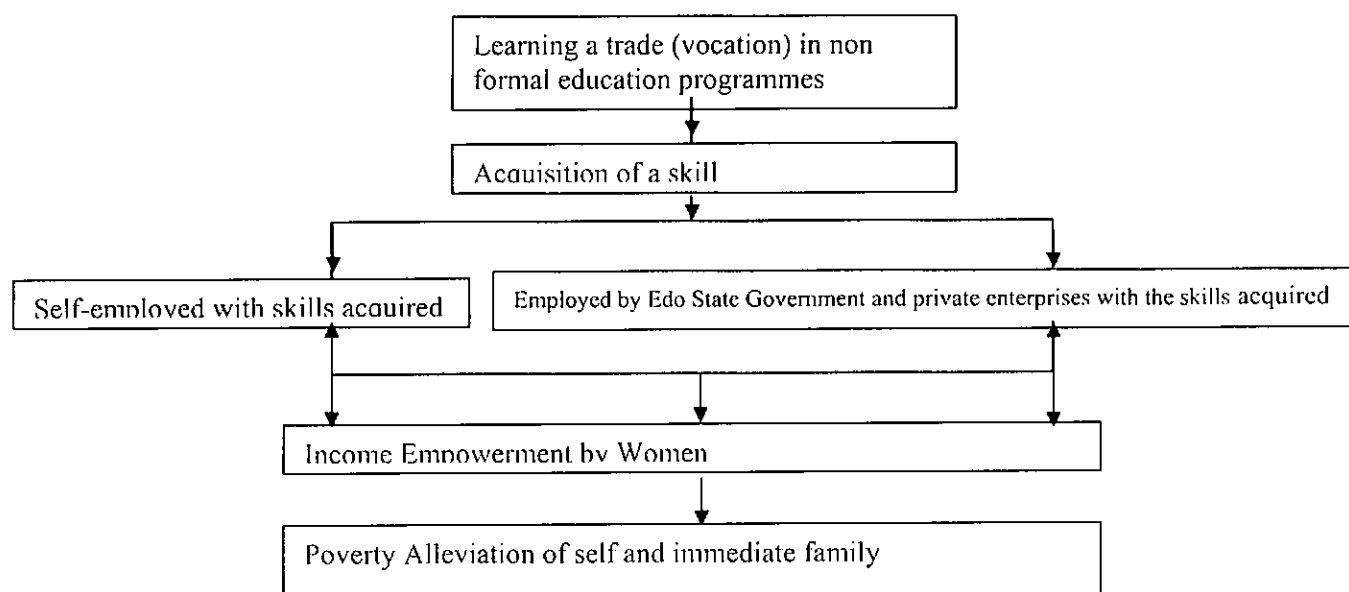 Learning a trade (vocation) in non
formal education programmes
Acquisition of a skill
Self-employed with skills acquired
Employed by Edo State Government and private enterprises with the skills acquired
Income Empowerment by Women
Poverty Alleviation of self and immediate family